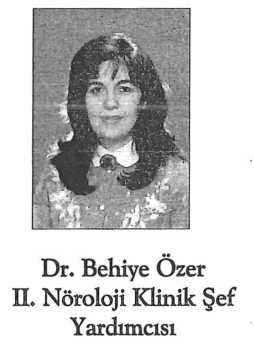 Dr. Behiye Özer
II. Nöroloji Klinik Şef
Yardımcısı